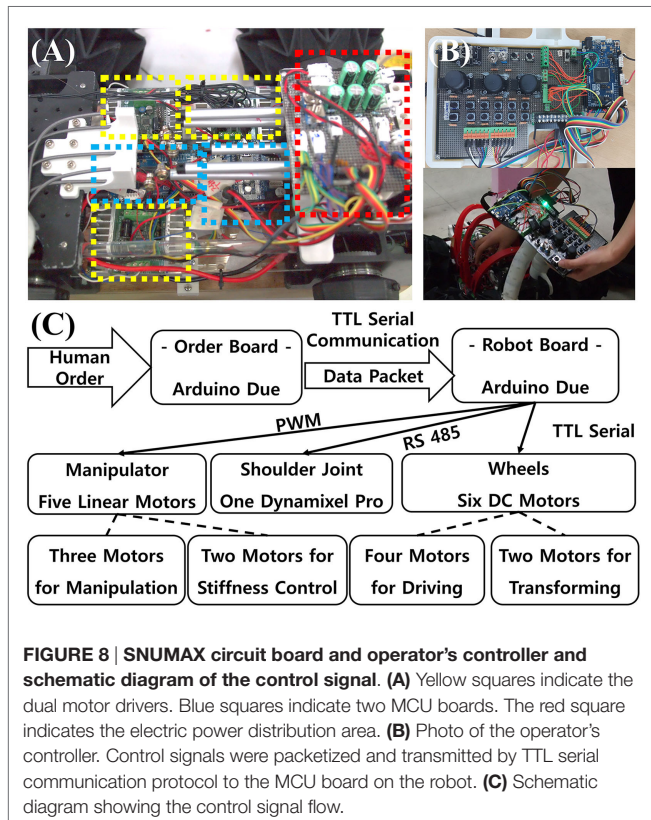 (A)
(B)
(C)
Human
Order
- Order Board -
Arduino Due
TTL Serial
Communication
Data Packet
- Robot Board -
Arduino Due
PWM
RS 485
TTL Serial
Manipulator
Five Linear Motors
Shoulder Joint
One Dynamixel Pro
Wheels
Six DC Motors
Three Motors
for Manipulation
Two Motors for
Stiffness Control
Four Motors
for Driving
Two Motors for
Transforming
FIGURE 8 | SNUMAX circuit board and operator’s controller and
schematic diagram of the control signal. (A) Yellow squares indicate the
dual motor drivers. Blue squares indicate two MCU boards. The red square
indicates the electric power distribution area. (B) Photo of the operator’s
controller. Control signals were packetized and transmitted by TTL serial
communication protocol to the MCU board on the robot. (C) Schematic
diagram showing the control signal flow.